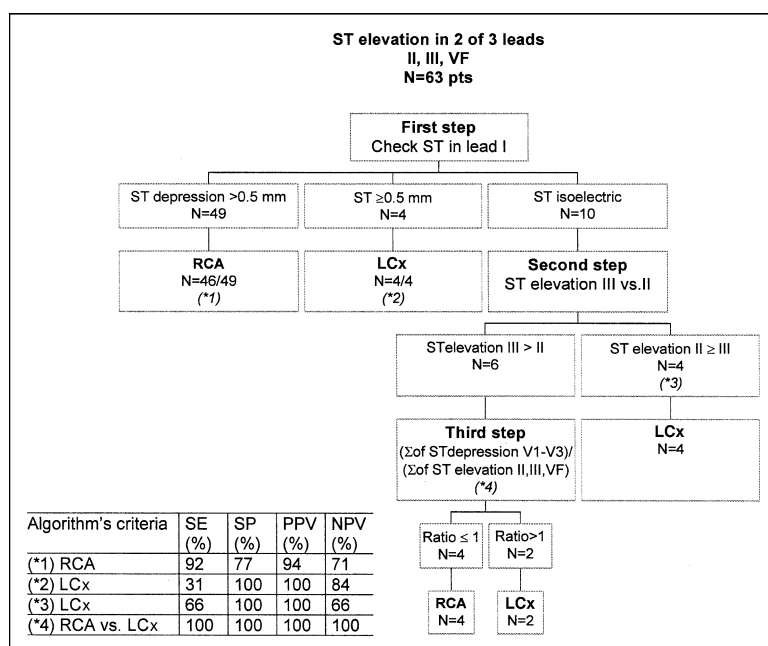 ST elevation in 2 of 3 leads
II, III, VF
N=63 pts
First step
Check ST in lead I
ST depression >0.5 mm
N=49
ST ≥0.5 mm
N=4
ST isoelectric
N=10
RCA
N=46/49
(*1)
LCx
N=4/4
(*2)
Second step
ST elevation III vs.II
STelevation III > II
N=6
ST elevation II ≥ III
N=4
(*3)
Third step
(Σof STdepression V1-V3)/
(Σof ST elevation II,III,VF)
(*4)
LCx
N=4
Ratio ≤ 1
N=4
Ratio>1
N=2
RCA
N=4
LCx
N=2
Algorithm's criteria SE SP PPV NPV
(%) (%) (%) (%)
(*1) RCA 92 77 94 71
(*2) LCx 31 100 100 84
(*3) LCx 66 100 100 66
(*4) RCA vs. LCx 100 100 100 100